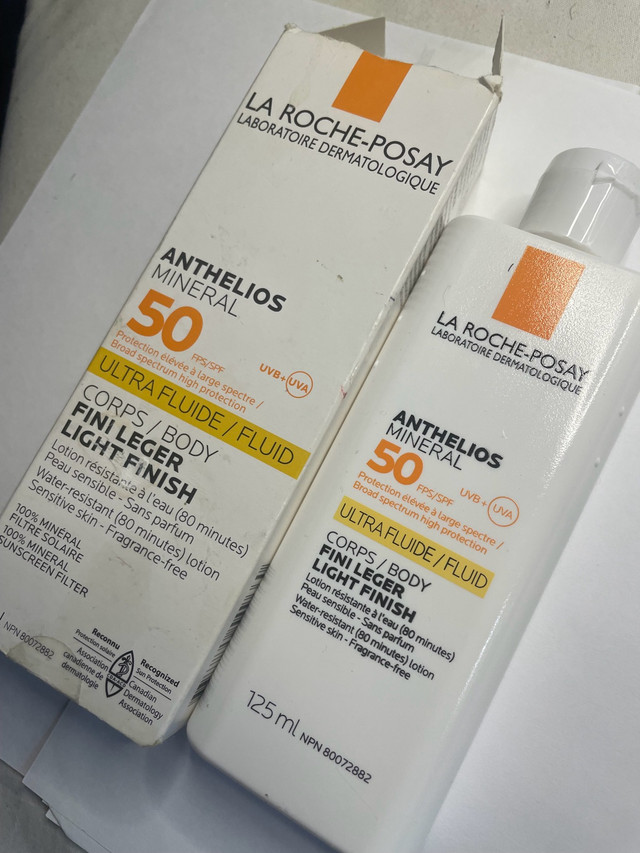 LA ROCHE-POSAY
LABORATOIRE DERMATOLOGIQUE
ANTHELIOS
MINERAL
50
FPS/SPF
UVB+UVA
Protection élevée à large spectre /
Broad spectrum high protection
ULTRA FLUIDE / FLUID
CORPS / BODY
FINI LEGER
LIGHT FINISH
Lotion résistante à l'eau (80 minutes)
Peau sensible - Sans parfum
Water-resistant (80 minutes) lotion
Sensitive skin - Fragrance-free
100% MINÉRAL
FILTRE SOLAIRE
100% MINERAL
SUNSCREEN FILTER
NPN 80072882
Reconnu
Protection solaire
Association
canadienne de
dermatologie
Recognized
Sun Protection
Canadian
Dermatology
Association
LA ROCHE-POSAY
LABORATOIRE DERMATOLOGIQUE
ANTHELIOS
MINERAL
50
FPS/SPF
UVB+UVA
Protection élevée à large spectre /
Broad spectrum high protection
ULTRA FLUIDE / FLUID
CORPS / BODY
FINI LEGER
LIGHT FINISH
Lotion résistante à l'eau (80 minutes)
Peau sensible - Sans parfum
Water-resistant (80 minutes) lotion
Sensitive skin - Fragrance-free
125 ml NPN 80072882